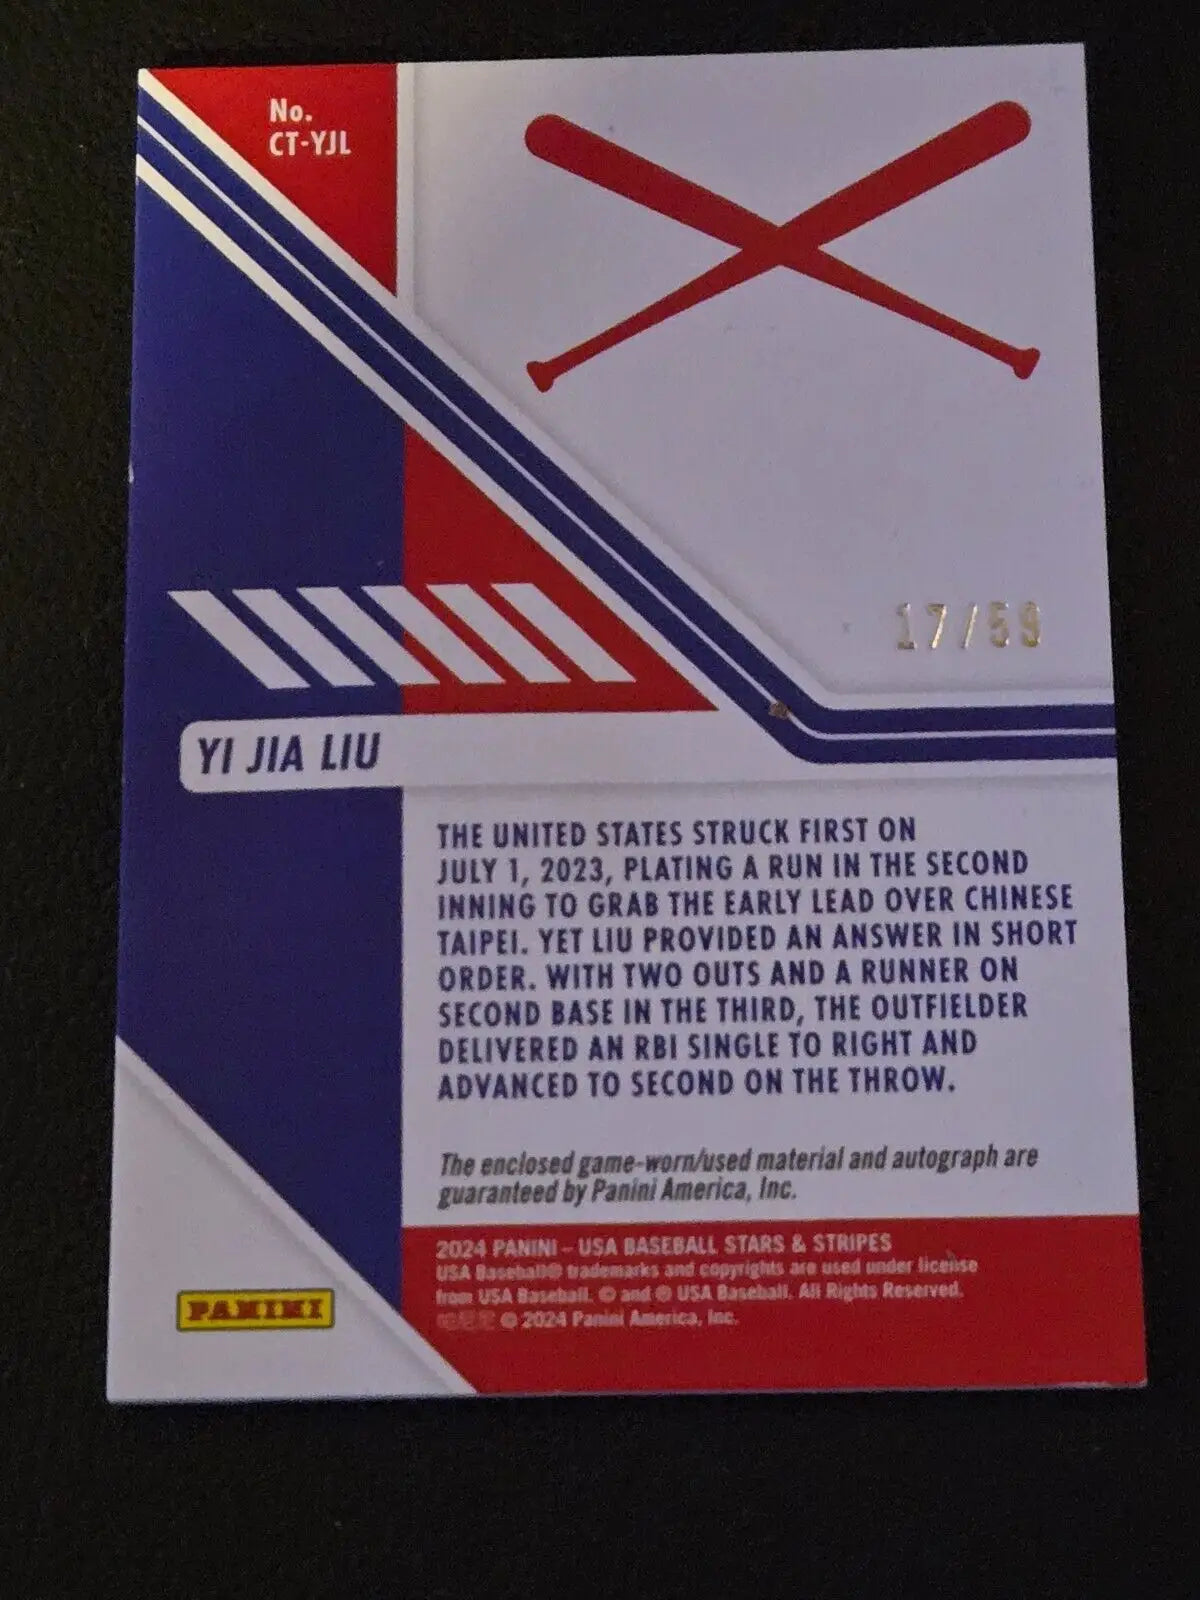 No.
CT-YJL
17/59
YI JIA LIU
THE UNITED STATES STRUCK FIRST ON
JULY 1, 2023, PLATING A RUN IN THE SECOND
INNING TO GRAB THE EARLY LEAD OVER CHINESE
TAIPEI. YET LIU PROVIDED AN ANSWER IN SHORT
ORDER. WITH TWO OUTS AND A RUNNER ON
SECOND BASE IN THE THIRD, THE OUTFIELDER
DELIVERED AN RBI SINGLE TO RIGHT AND
ADVANCED TO SECOND ON THE THROW.
The enclosed game-worn/used material and autograph are
guaranteed by Panini America, Inc.
2024 PANINI – USA BASEBALL STARS & STRIPES
USA Baseball® trademarks and copyrights are used under license
from USA Baseball. © and ® USA Baseball. All Rights Reserved.
© 2024 Panini America, Inc.
PANINI